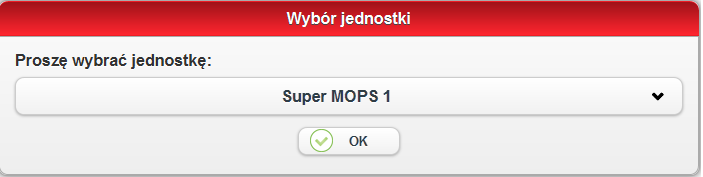 Wybór jednostki
Proszę wybrać jednostkę:
Super MOPS 1
OK